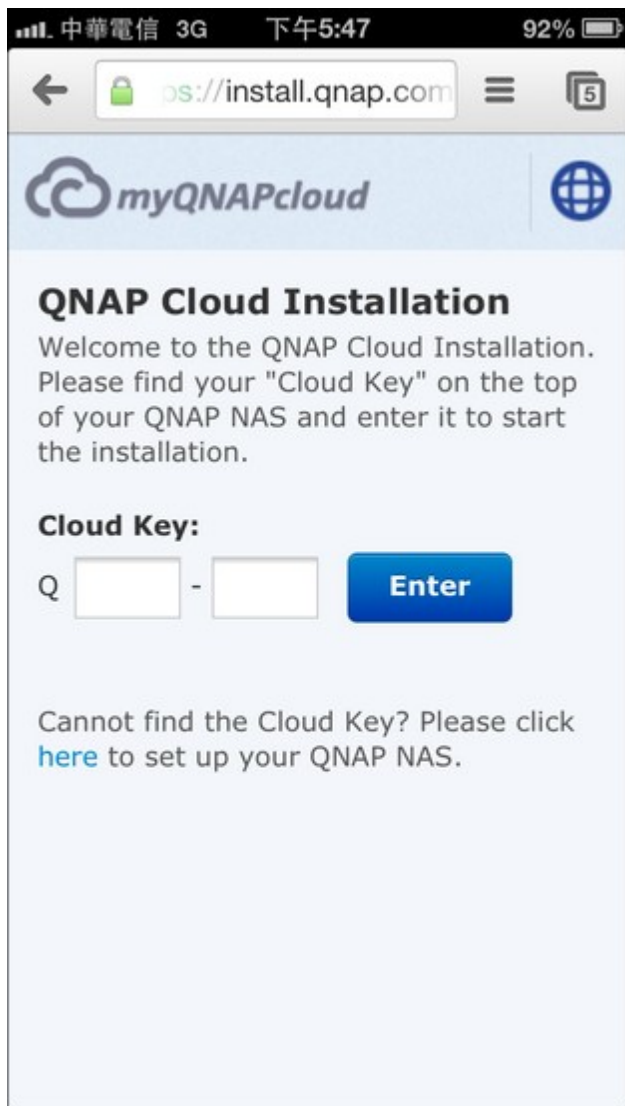 中華電信 3G 下午5:47 92%
ps://install.qnap.com 5
myQNAPcloud
QNAP Cloud Installation
Welcome to the QNAP Cloud Installation.
Please find your "Cloud Key" on the top
of your QNAP NAS and enter it to start
the installation.
Cloud Key:
Q - Enter
Cannot find the Cloud Key? Please click
here to set up your QNAP NAS.